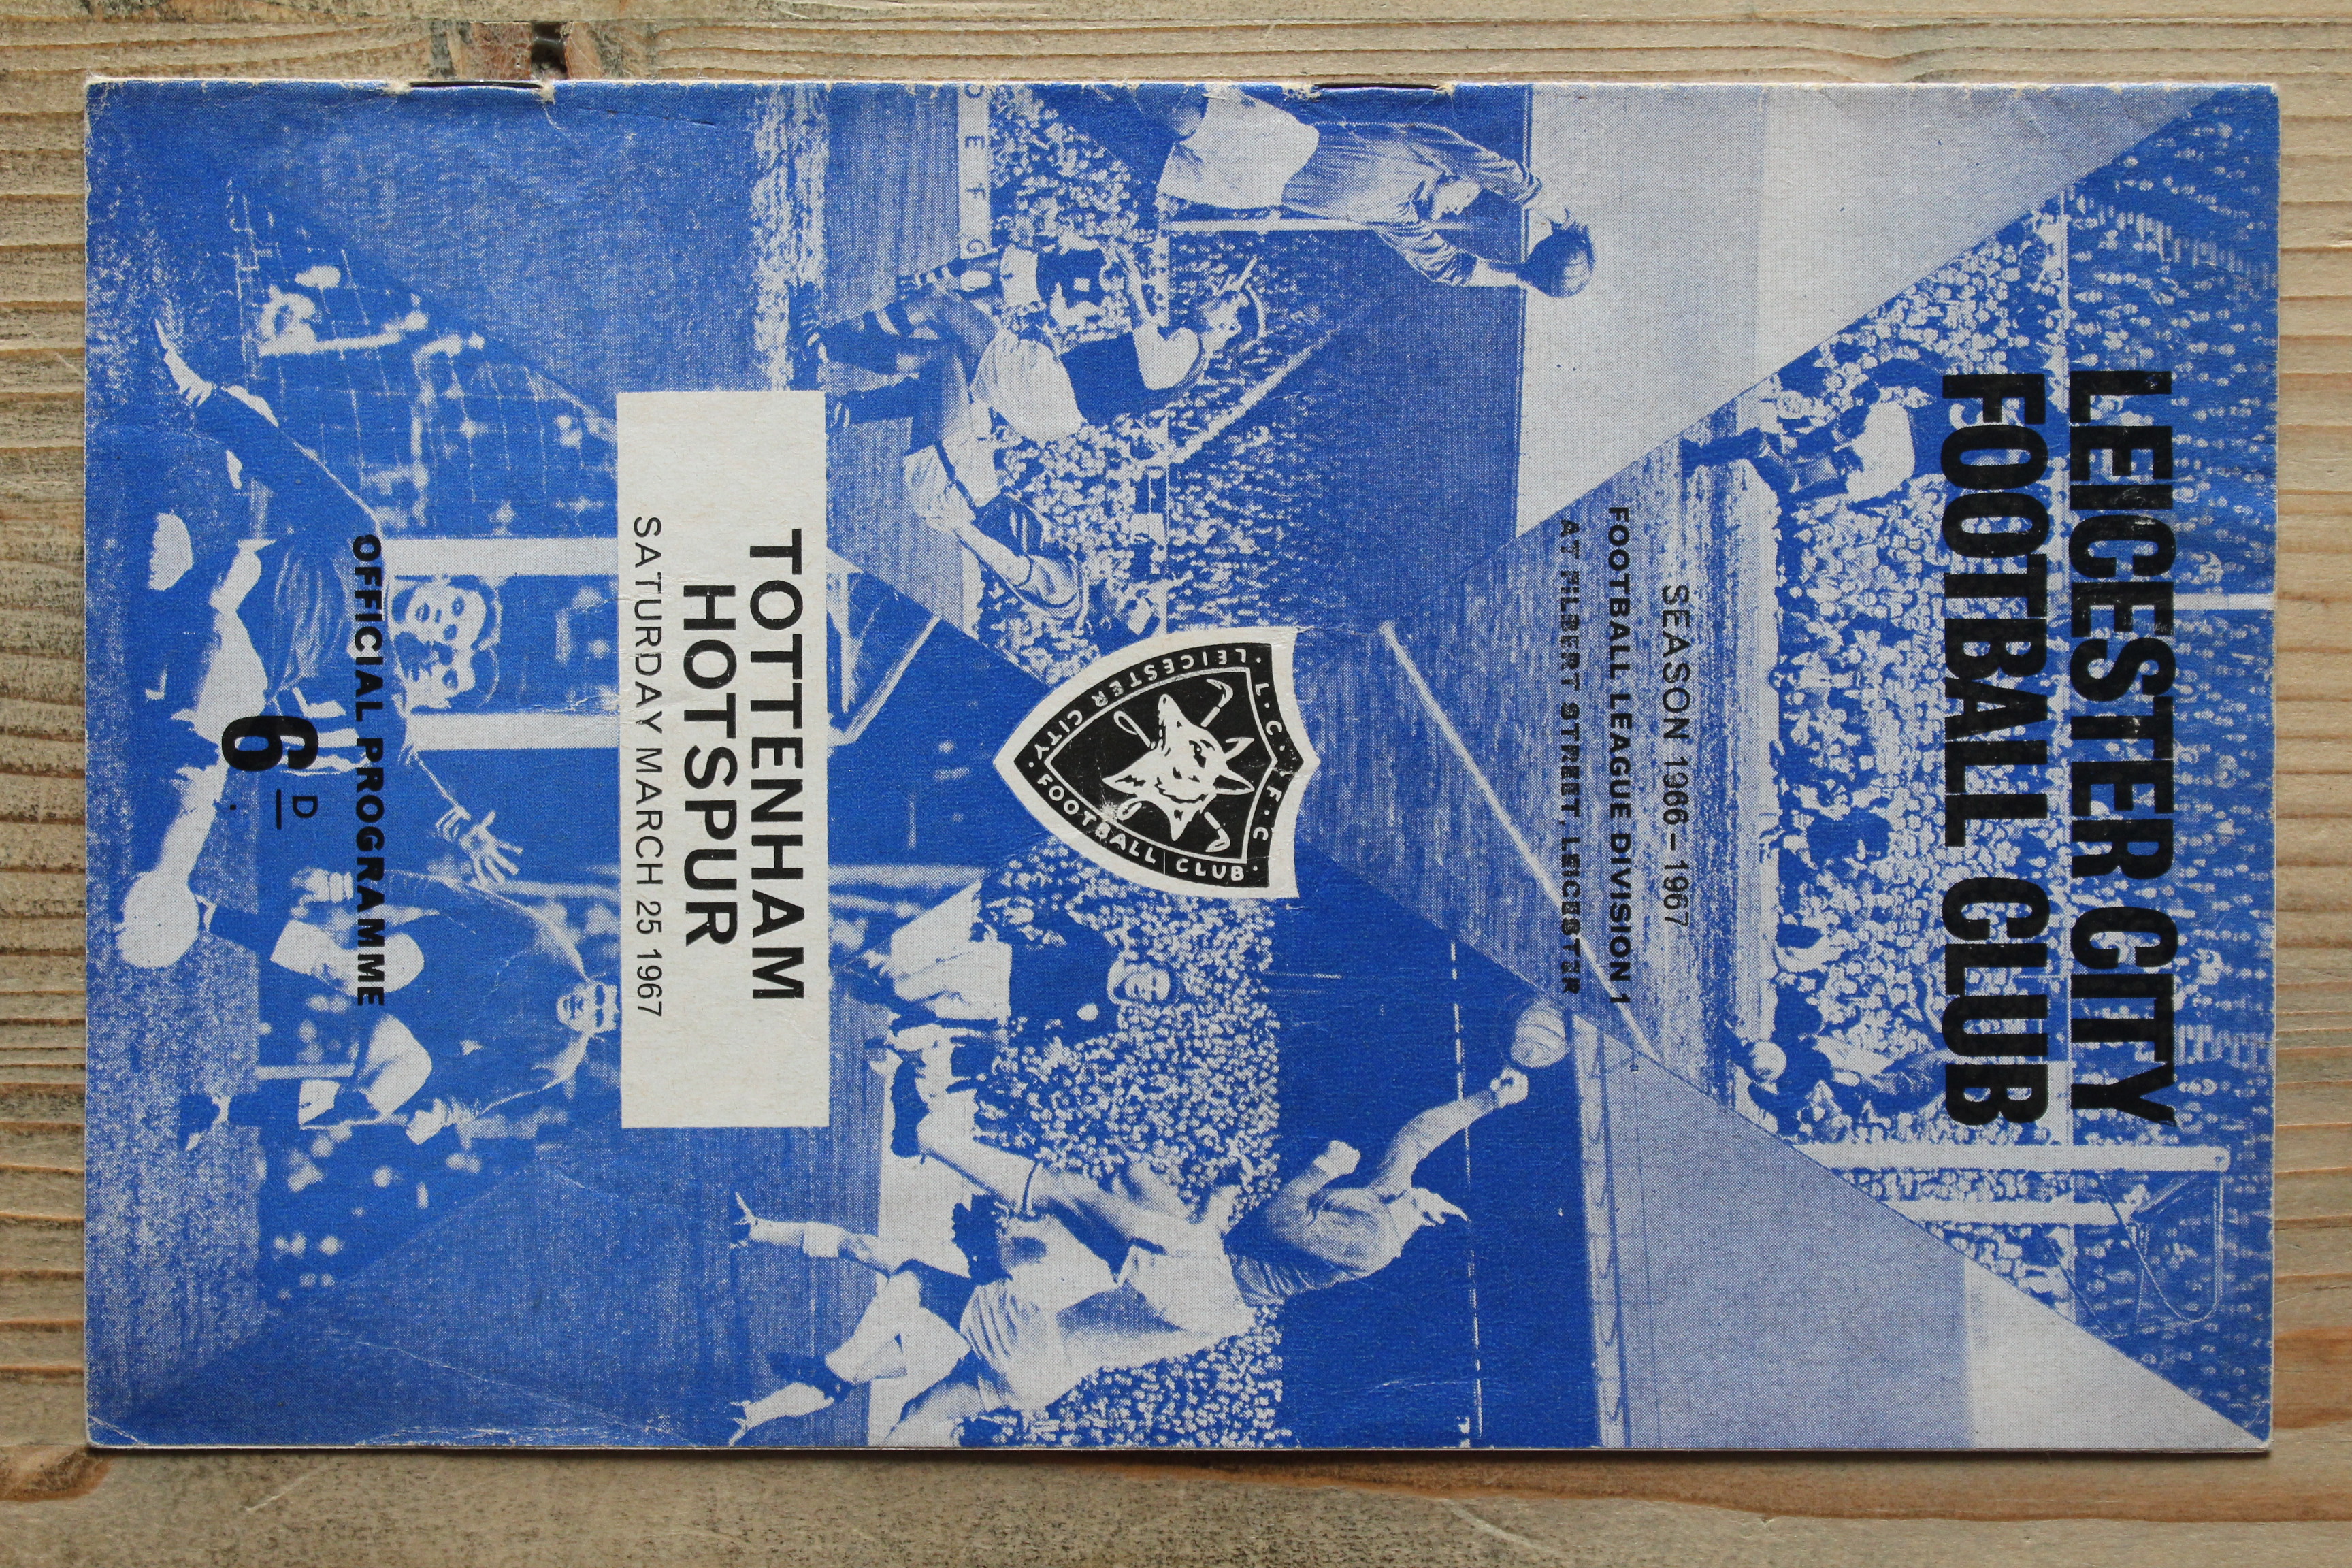 LEICESTER CITY
FOOTBALL CLUB
SEASON 1966-1967
FOOTBALL LEAGUE DIVISION 1
AT FILBERT STREET, LEICESTER
· L · C · F · C ·
LEICESTER CITY · FOOTBALL CLUB ·
D E F G
TOTTENHAM
HOTSPUR
SATURDAY MARCH 25 1967
OFFICIAL PROGRAMME
6D